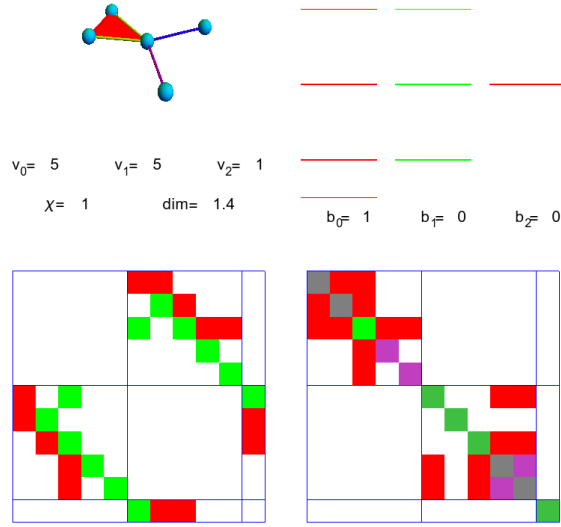 v₀= 5 v₁= 5 v₂= 1
χ= 1 dim= 1.4
b₀= 1 b₁= 0 b₂= 0